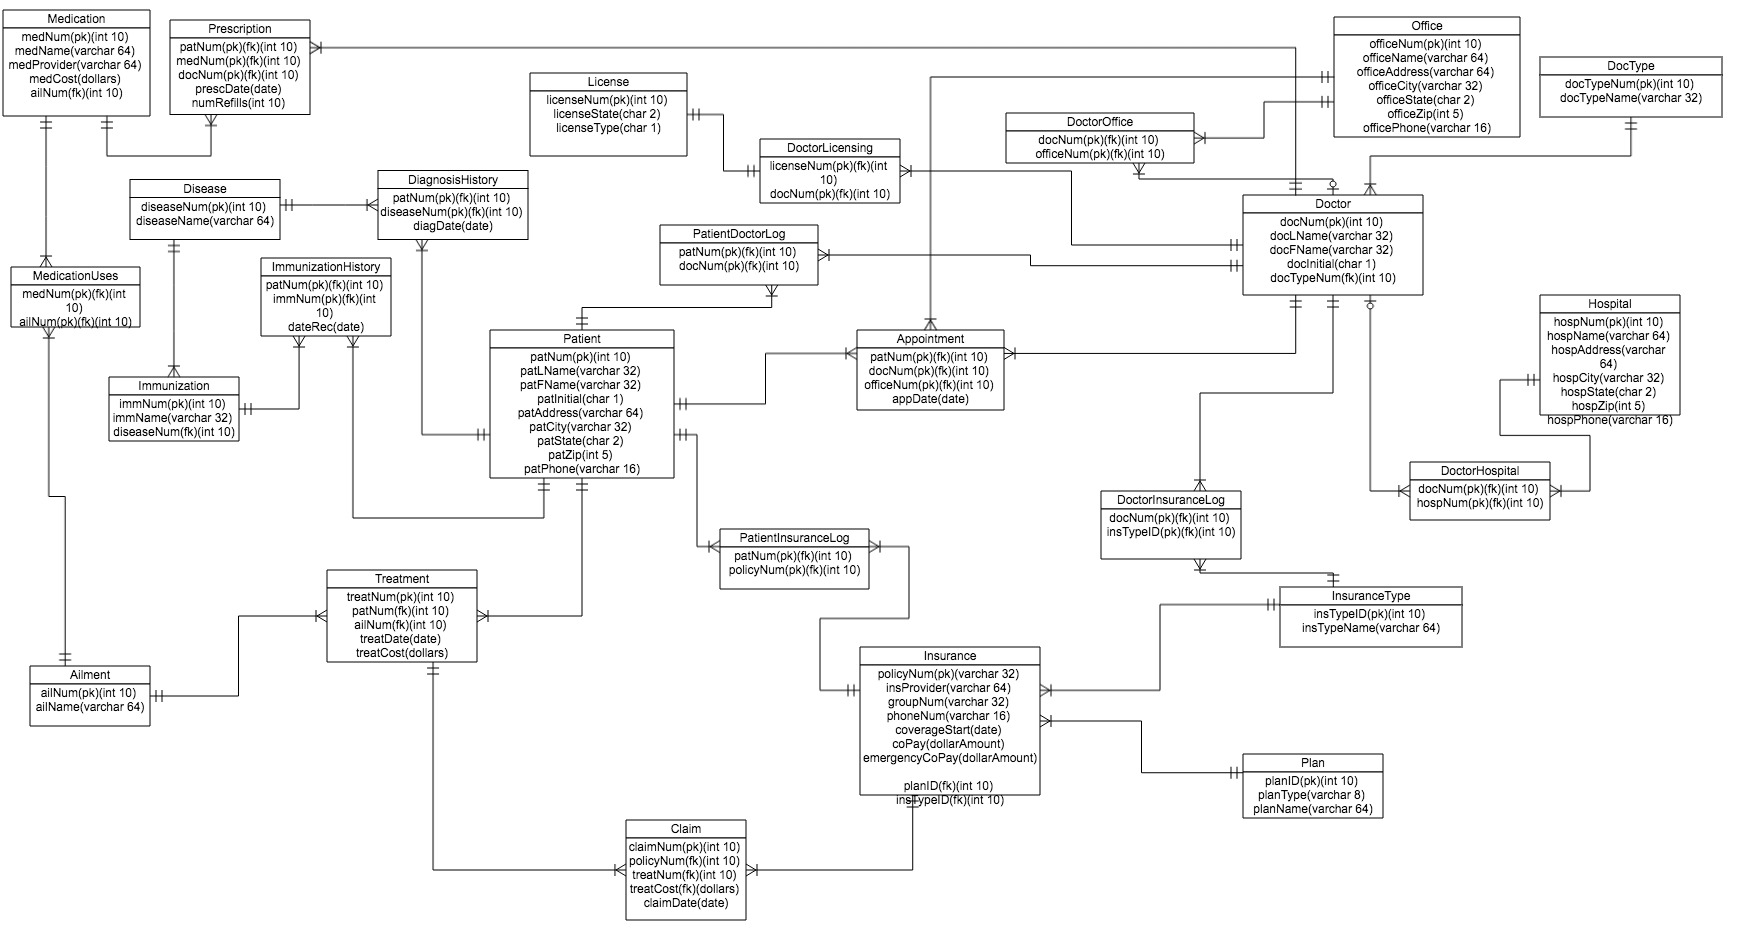 Medication
medNum(pk)(int 10)
medName(varchar 64)
medProvider(varchar 64)
medCost(dollars)
ailNum(fk)(int 10)
Prescription
patNum(pk)(fk)(int 10)
medNum(pk)(fk)(int 10)
docNum(pk)(fk)(int 10)
prescDate(date)
numRefills(int 10)
License
licenseNum(pk)(int 10)
licenseState(char 2)
licenseType(char 1)
Office
officeNum(pk)(int 10)
officeName(varchar 64)
officeAddress(varchar 64)
officeCity(varchar 32)
officeState(char 2)
officeZip(int 5)
officePhone(varchar 16)
DocType
docTypeNum(pk)(int 10)
docTypeName(varchar 32)
DoctorOffice
docNum(pk)(fk)(int 10)
officeNum(pk)(fk)(int 10)
DoctorLicensing
licenseNum(pk)(fk)(int
10)
docNum(pk)(fk)(int 10)
Disease
diseaseNum(pk)(int 10)
diseaseName(varchar 64)
DiagnosisHistory
patNum(pk)(fk)(int 10)
diseaseNum(pk)(fk)(int 10)
diagDate(date)
Doctor
docNum(pk)(int 10)
docLName(varchar 32)
docFName(varchar 32)
docInitial(char 1)
docTypeNum(fk)(int 10)
PatientDoctorLog
patNum(pk)(fk)(int 10)
docNum(pk)(fk)(int 10)
MedicationUses
medNum(pk)(fk)(int
10)
ailNum(pk)(fk)(int 10)
ImmunizationHistory
patNum(pk)(fk)(int 10)
immNum(pk)(fk)(int
10)
dateRec(date)
Hospital
hospNum(pk)(int 10)
hospName(varchar 64)
hospAddress(varchar
64)
hospCity(varchar 32)
hospState(char 2)
hospZip(int 5)
hospPhone(varchar 16)
Patient
patNum(pk)(int 10)
patLName(varchar 32)
patFName(varchar 32)
patInitial(char 1)
patAddress(varchar 64)
patCity(varchar 32)
patState(char 2)
patZip(int 5)
patPhone(varchar 16)
Appointment
patNum(pk)(fk)(int 10)
docNum(pk)(fk)(int 10)
officeNum(pk)(fk)(int 10)
appDate(date)
Immunization
immNum(pk)(int 10)
immName(varchar 32)
diseaseNum(fk)(int 10)
DoctorHospital
docNum(pk)(fk)(int 10)
hospNum(pk)(fk)(int 10)
DoctorInsuranceLog
docNum(pk)(fk)(int 10)
insTypeID(pk)(fk)(int 10)
PatientInsuranceLog
patNum(pk)(fk)(int 10)
policyNum(pk)(fk)(int 10)
Treatment
treatNum(pk)(int 10)
patNum(fk)(int 10)
ailNum(fk)(int 10)
treatDate(date)
treatCost(dollars)
InsuranceType
insTypeID(pk)(int 10)
insTypeName(varchar 64)
Ailment
ailNum(pk)(int 10)
ailName(varchar 64)
Insurance
policyNum(pk)(varchar 32)
insProvider(varchar 64)
groupNum(varchar 32)
phoneNum(varchar 16)
coverageStart(date)
coPay(dollarAmount)
emergencyCoPay(dollarAmount)
planID(fk)(int 10)
insTypeID(fk)(int 10)
Plan
planID(pk)(int 10)
planType(varchar 8)
planName(varchar 64)
Claim
claimNum(pk)(int 10)
policyNum(fk)(int 10)
treatNum(fk)(int 10)
treatCost(fk)(dollars)
claimDate(date)